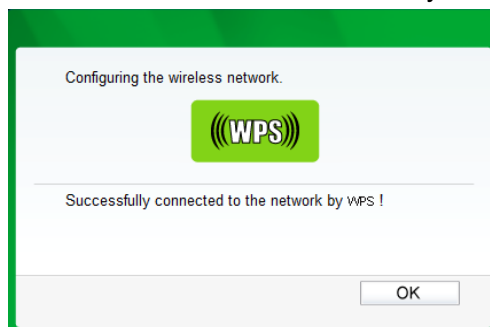 Configuring the wireless network.
(((WPS)))
Successfully connected to the network by WPS !
OK